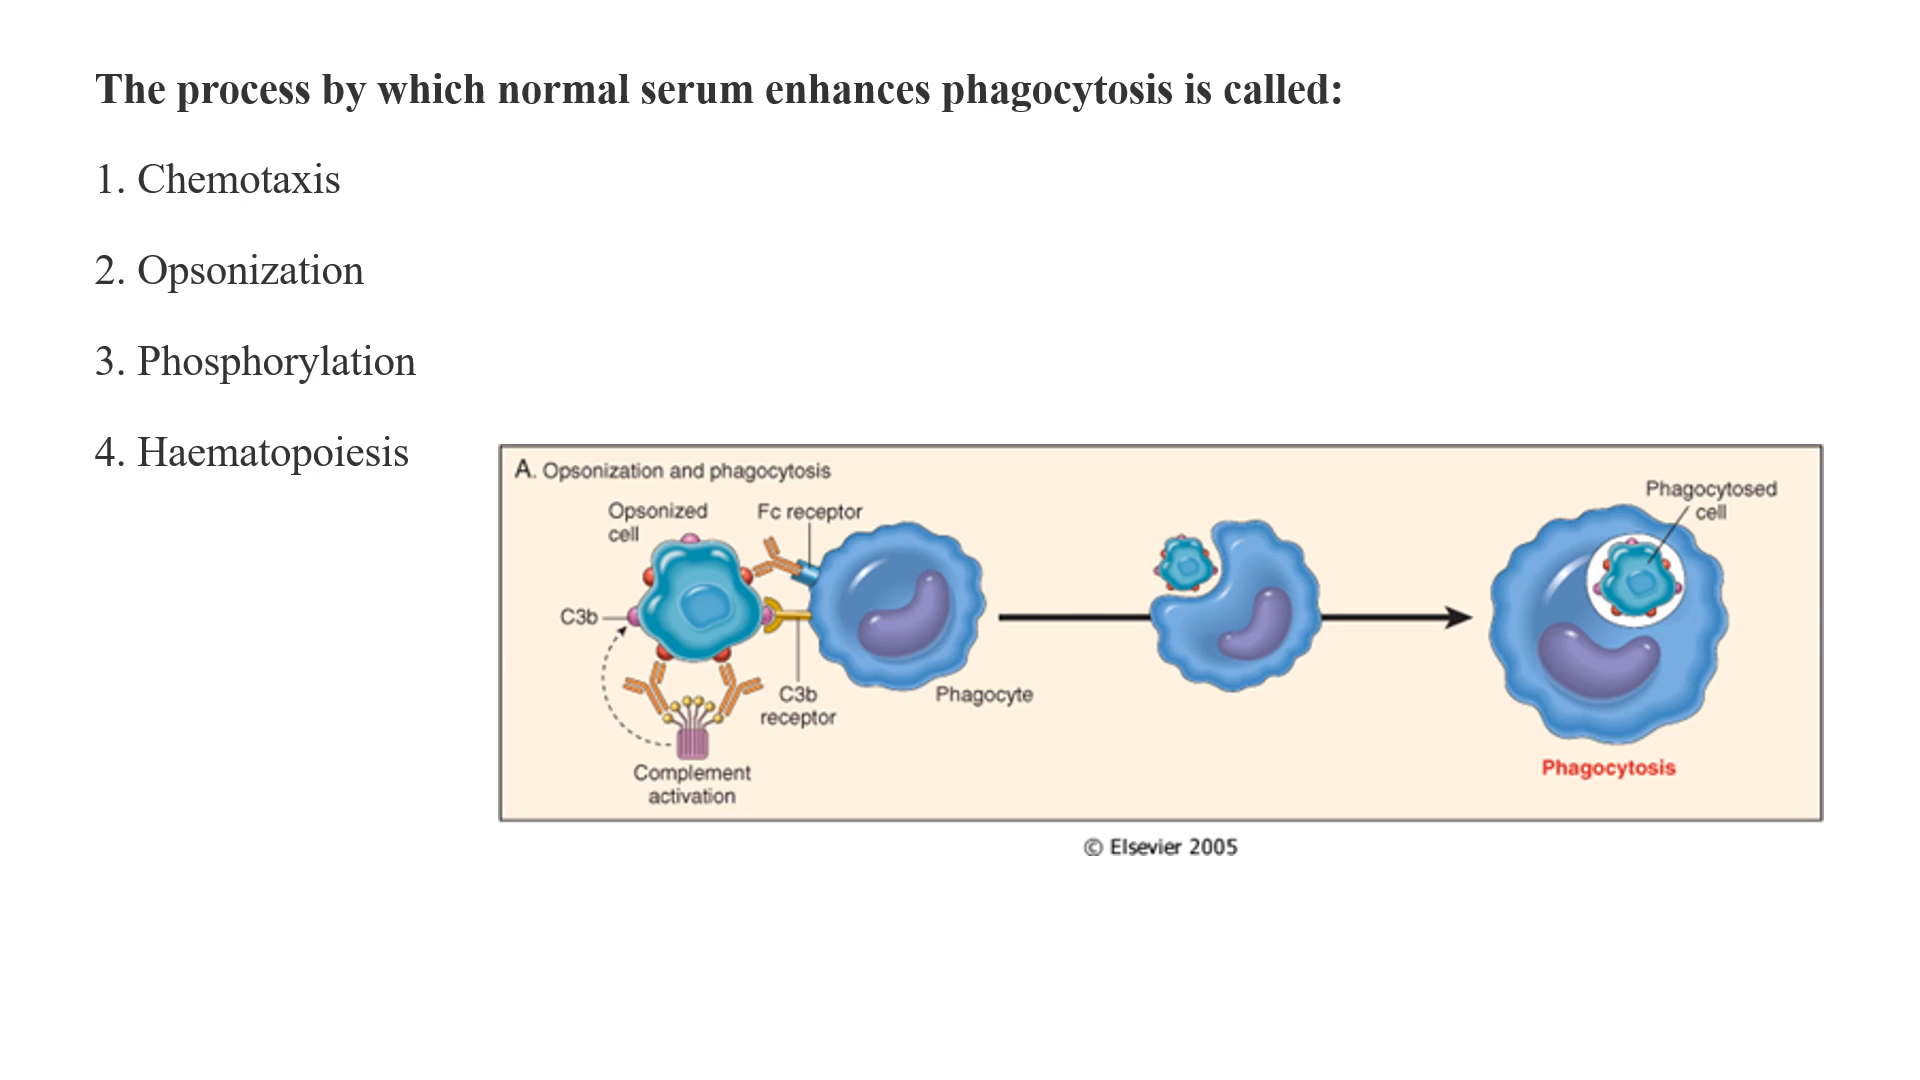 The process by which normal serum enhances phagocytosis is called:
1. Chemotaxis
2. Opsonization
3. Phosphorylation
4. Haematopoiesis
A. Opsonization and phagocytosis
Opsonized
cell
Fc receptor
C3b
C3b
receptor
Phagocyte
Complement
activation
Phagocytosed
cell
Phagocytosis
© Elsevier 2005